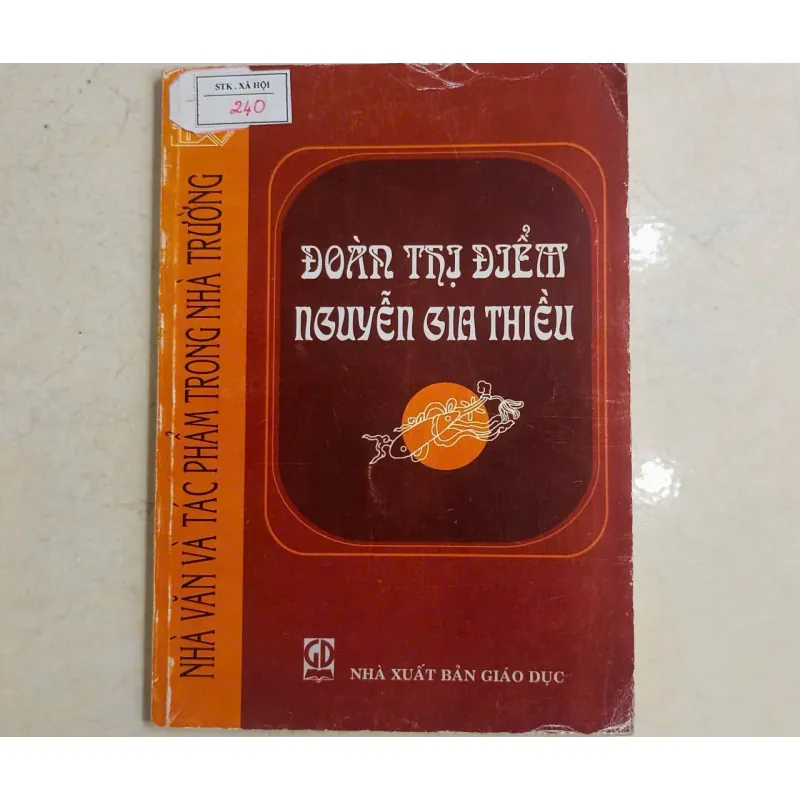 STK. XÃ HỘI
240
NHÀ VĂN VÀ TÁC PHẨM TRONG NHÀ TRƯỜNG
ĐOÀN THỊ ĐIỂM
NGUYỄN GIA THIỀU
GD
NHÀ XUẤT BẢN GIÁO DỤC